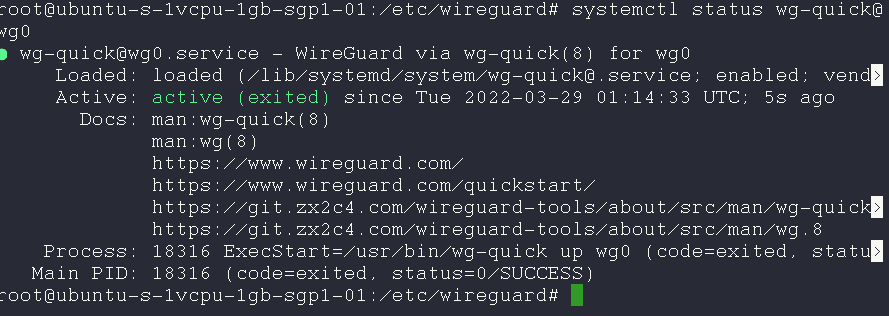 root@ubuntu-s-1vcpu-1gb-sgp1-01:/etc/wireguard# systemctl status wg-quick@
wg0
● wg-quick@wg0.service - WireGuard via wg-quick(8) for wg0
Loaded: loaded (/lib/systemd/system/wg-quick@.service; enabled; vend>
Active: active (exited) since Tue 2022-03-29 01:14:33 UTC; 5s ago
Docs: man:wg-quick(8)
man:wg(8)
https://www.wireguard.com/
https://www.wireguard.com/quickstart/
https://git.zx2c4.com/wireguard-tools/about/src/man/wg-quick>
https://git.zx2c4.com/wireguard-tools/about/src/man/wg.8
Process: 18316 ExecStart=/usr/bin/wg-quick up wg0 (code=exited, statu>
Main PID: 18316 (code=exited, status=0/SUCCESS)
root@ubuntu-s-1vcpu-1gb-sgp1-01:/etc/wireguard#